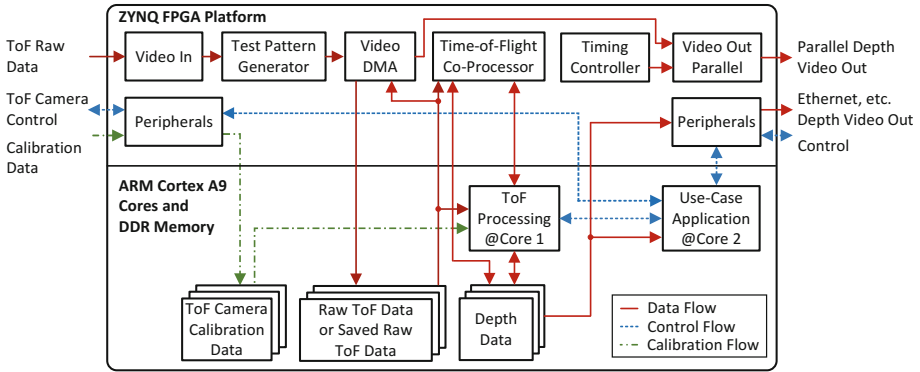 ZYNQ FPGA Platform
ToF Raw
Data
Video In
Test Pattern
Generator
Video
DMA
Time-of-Flight
Co-Processor
Timing
Controller
Video Out
Parallel
Parallel Depth
Video Out
ToF Camera
Control
Calibration
Data
Peripherals
Peripherals
Ethernet, etc.
Depth Video Out
Control
ARM Cortex A9
Cores and
DDR Memory
ToF
Processing
@Core 1
Use-Case
Application
@Core 2
ToF Camera
Calibration
Data
Raw ToF Data
or Saved Raw
ToF Data
Depth
Data
Data Flow
Control Flow
Calibration Flow